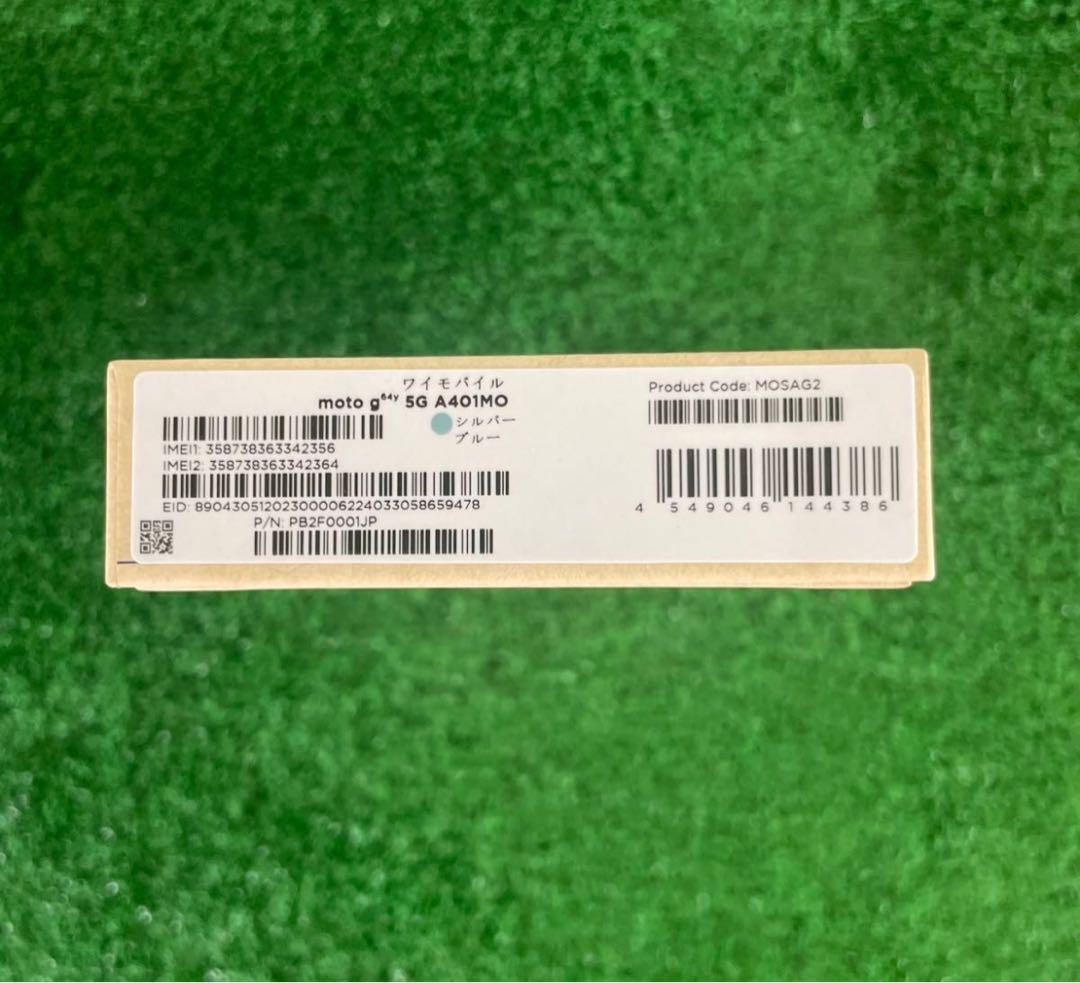 ワイモバイル
moto g64y 5G A401MO
シルバー
ブルー
IMEI1: 358738363342356
IMEI2: 358738363342364
EID: 89043051202300006224033058659478
P/N: PB2F0001JP
Product Code: MOSAG2
4 549046 144386